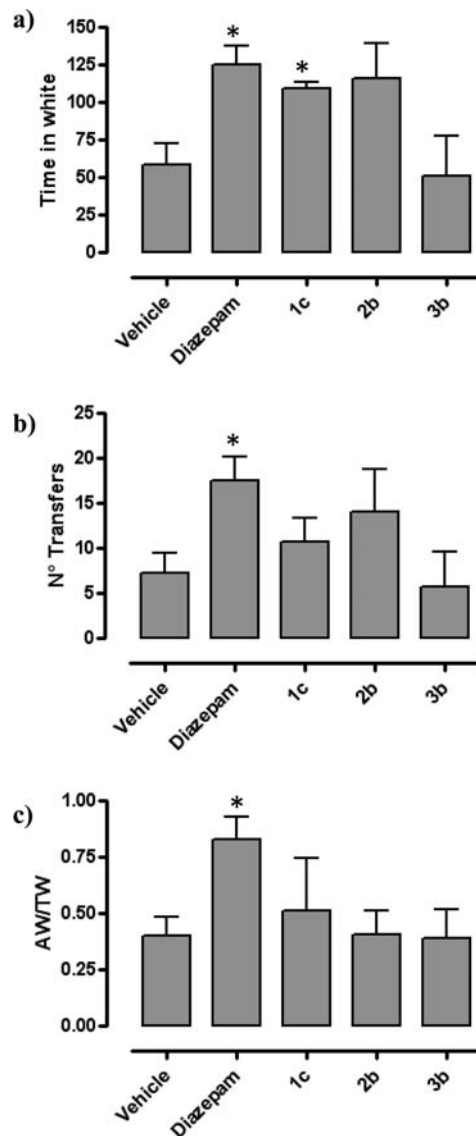 a)
Time in white
150
125
100
75
50
25
0
*
*
Vehicle
Diazepam
1c
2b
3b
b)
N° Transfers
25
20
15
10
5
0
*
Vehicle
Diazepam
1c
2b
3b
c)
AW/TW
1.00
0.75
0.50
0.25
0.00
*
Vehicle
Diazepam
1c
2b
3b